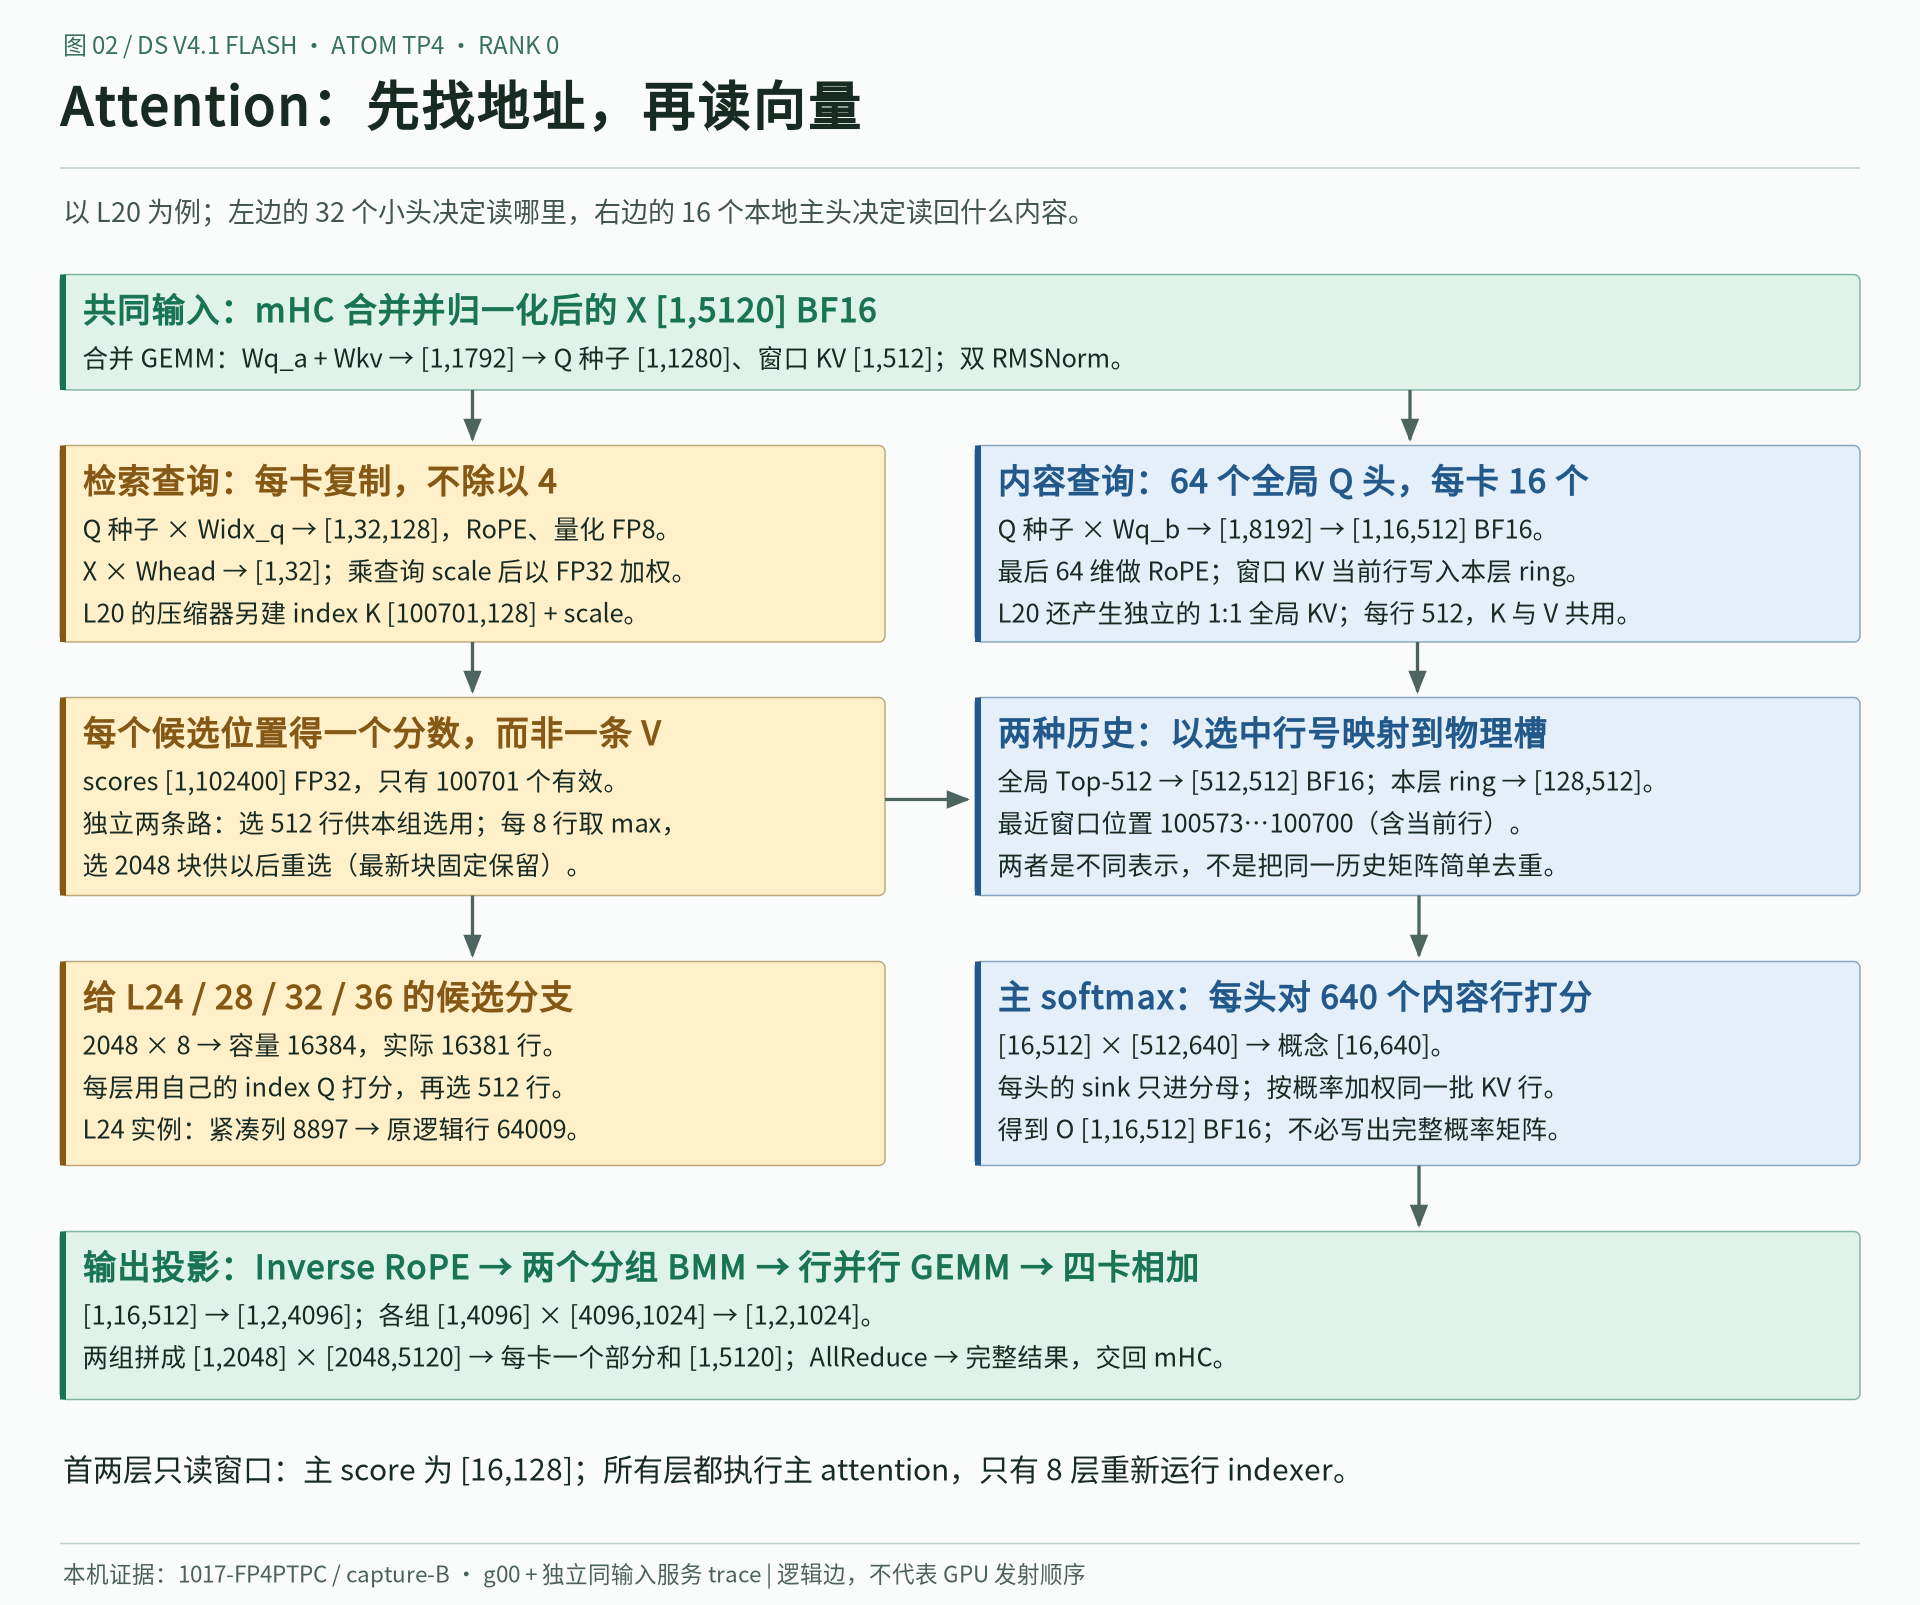 图 02 / DS V4.1 FLASH · ATOM TP4 · RANK 0
Attention：先找地址，再读向量
以 L20 为例；左边的 32 个小头决定读哪里，右边的 16 个本地主头决定读回什么内容。
共同输入：mHC 合并并归一化后的 X [1,5120] BF16
合并 GEMM：Wq_a + Wkv → [1,1792] → Q 种子 [1,1280]、窗口 KV [1,512]；双 RMSNorm。
检索查询：每卡复制，不除以 4
Q 种子 × Widx_q → [1,32,128]，RoPE、量化 FP8。
X × Whead → [1,32]；乘查询 scale 后以 FP32 加权。
L20 的压缩器另建 index K [100701,128] + scale。
内容查询：64 个全局 Q 头，每卡 16 个
Q 种子 × Wq_b → [1,8192] → [1,16,512] BF16。
最后 64 维做 RoPE；窗口 KV 当前行写入本层 ring。
L20 还产生独立的 1:1 全局 KV；每行 512，K 与 V 共用。
每个候选位置得一个分数，而非一条 V
scores [1,102400] FP32，只有 100701 个有效。
独立两条路：选 512 行供本组选用；每 8 行取 max，
选 2048 块供以后重选（最新块固定保留）。
两种历史：以选中行号映射到物理槽
全局 Top-512 → [512,512] BF16；本层 ring → [128,512]。
最近窗口位置 100573…100700（含当前行）。
两者是不同表示，不是把同一历史矩阵简单去重。
给 L24 / 28 / 32 / 36 的候选分支
2048 × 8 → 容量 16384，实际 16381 行。
每层用自己的 index Q 打分，再选 512 行。
L24 实例：紧凑列 8897 → 原逻辑行 64009。
主 softmax：每头对 640 个内容行打分
[16,512] × [512,640] → 概念 [16,640]。
每头的 sink 只进分母；按概率加权同一批 KV 行。
得到 O [1,16,512] BF16；不必写出完整概率矩阵。
输出投影：Inverse RoPE → 两个分组 BMM → 行并行 GEMM → 四卡相加
[1,16,512] → [1,2,4096]；各组 [1,4096] × [4096,1024] → [1,2,1024]。
两组拼成 [1,2048] × [2048,5120] → 每卡一个部分和 [1,5120]；AllReduce → 完整结果，交回 mHC。
首两层只读窗口：主 score 为 [16,128]；所有层都执行主 attention，只有 8 层重新运行 indexer。
本机证据：1017-FP4PTPC / capture-B · g00 + 独立同输入服务 trace | 逻辑边，不代表 GPU 发射顺序